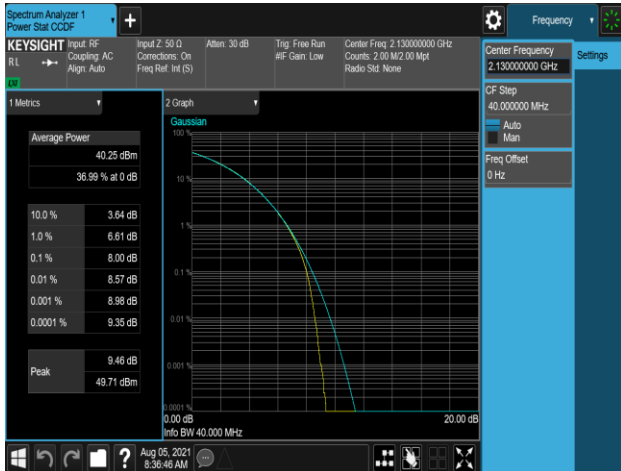 Spectrum Analyzer 1
Power Stat CCDF
+
Frequency
KEYSIGHT
RL
Input: RF
Coupling: AC
Align: Auto
Input Z: 50 Ω
Corrections: On
Freq Ref: Int (S)
Atten: 30 dB
Trig: Free Run
#IF Gain: Low
Center Freq: 2.130000000 GHz
Counts: 2.00 M/2.00 Mpt
Radio Std: None
Center Frequency
2.130000000 GHz
Settings
CF Step
40.000000 MHz
Auto
Man
Freq Offset
0 Hz
1 Metrics
Average Power
40.25 dBm
36.99 % at 0 dB
10.0 % 3.64 dB
1.0 % 6.61 dB
0.1 % 8.00 dB
0.01 % 8.57 dB
0.001 % 8.98 dB
0.0001 % 9.35 dB
Peak
9.46 dB
49.71 dBm
2 Graph
Gaussian
100 %
10 %
1 %
0.1 %
0.01 %
0.001 %
0.0001 %
0.00 dB
20.00 dB
Info BW 40.000 MHz
?
Aug 05, 2021
8:36:46 AM